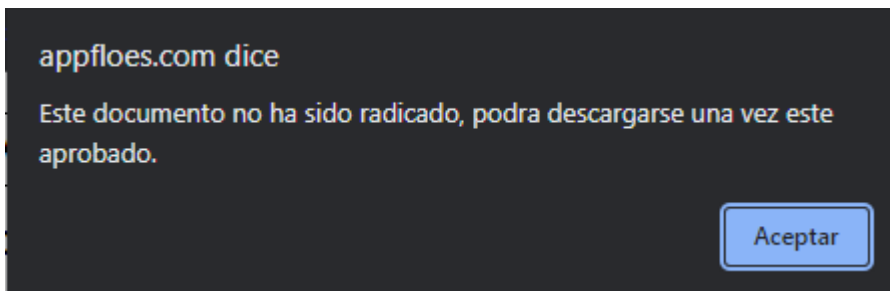 appfloes.com dice
Este documento no ha sido radicado, podra descargarse una vez este
aprobado.
Aceptar